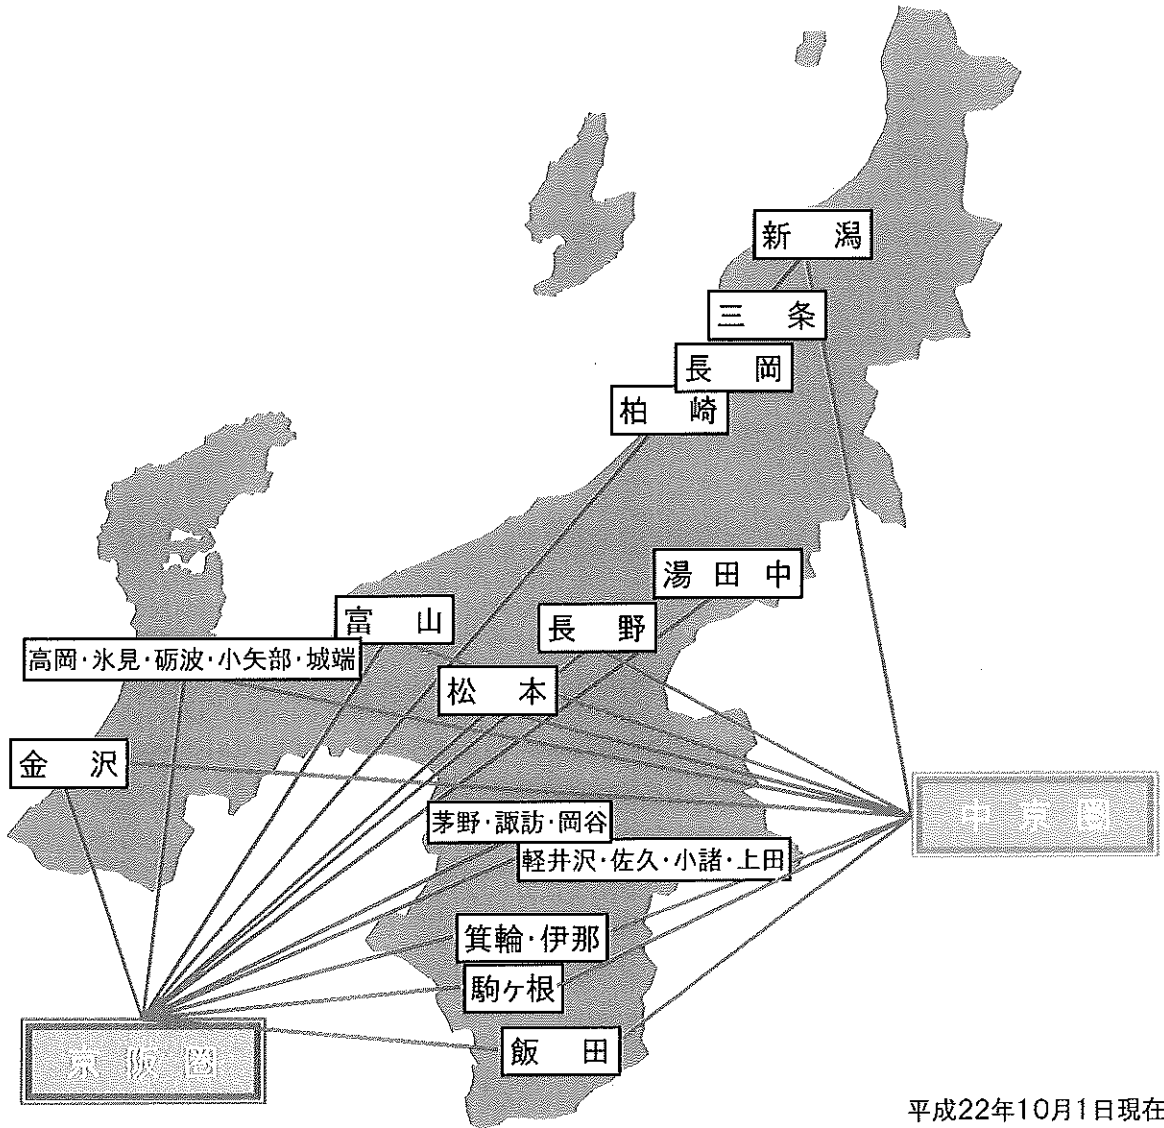 新潟
三条
長岡
柏崎
湯田中
富山
長野
高岡・氷見・砺波・小矢部・城端
松本
金沢
中京圏
茅野・諏訪・岡谷
軽井沢・佐久・小諸・上田
箕輪・伊那
駒ヶ根
飯田
京阪圏
平成22年10月1日現在